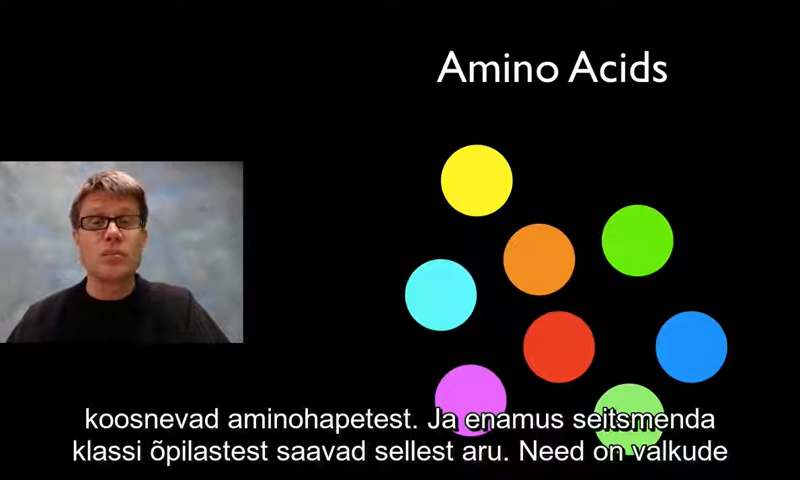 Amino Acids
koosnevad aminohapetest. Ja enamus seitsmenda
klassi õpilastest saavad sellest aru. Need on valkude